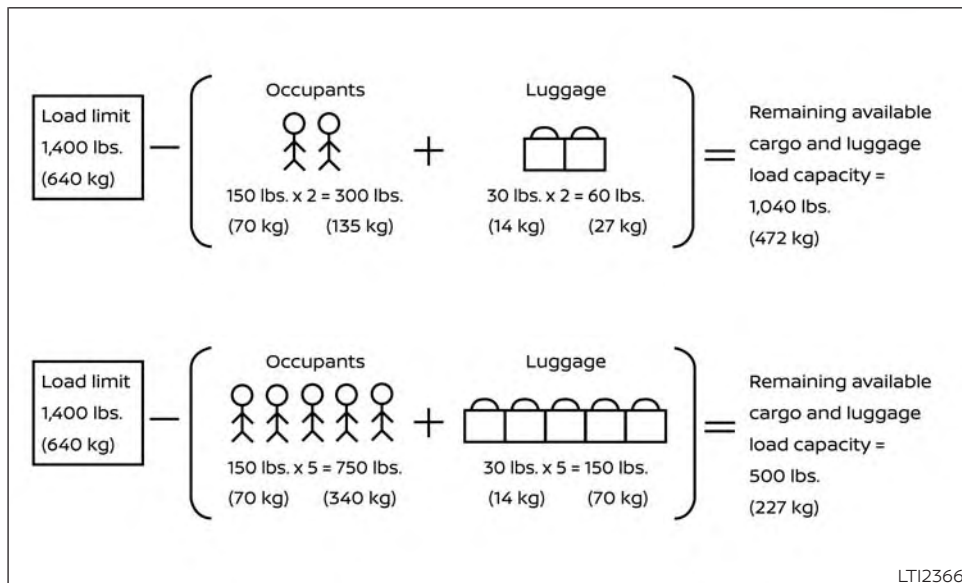 Occupants
Luggage
Load limit
1,400 lbs.
(640 kg)
150 lbs. x 2 = 300 lbs.
(70 kg) (135 kg)
30 lbs. x 2 = 60 lbs.
(14 kg) (27 kg)
Remaining available
cargo and luggage
load capacity =
1,040 lbs.
(472 kg)
Occupants
Luggage
Load limit
1,400 lbs.
(640 kg)
150 lbs. x 5 = 750 lbs.
(70 kg) (340 kg)
30 lbs. x 5 = 150 lbs.
(14 kg) (70 kg)
Remaining available
cargo and luggage
load capacity =
500 lbs.
(227 kg)
LTI2366